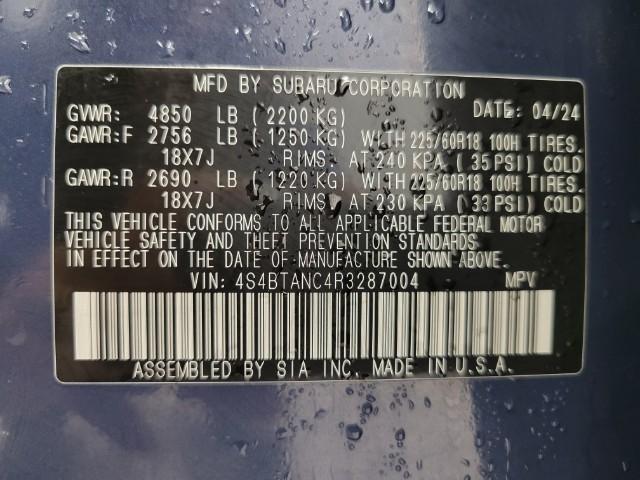 MFD BY SUBARU CORPORATION
GVWR: 4850 LB ( 2200 KG) DATE: 04/24
GAWR:F 2756 LB ( 1250 KG) WITH 225/60R18 100H TIRES.
18X7J RIMS. AT 240 KPA ( 35 PSI) COLD
GAWR:R 2690 LB ( 1220 KG) WITH 225/60R18 100H TIRES.
18X7J RIMS. AT 230 KPA ( 33 PSI) COLD
THIS VEHICLE CONFORMS TO ALL APPLICABLE FEDERAL MOTOR
VEHICLE SAFETY AND THEFT PREVENTION STANDARDS
IN EFFECT ON THE DATE OF MANUFACTURE SHOWN ABOVE.
VIN: 4S4BTANC4R3287004 MPV
ASSEMBLED BY SIA INC. MADE IN U.S.A.